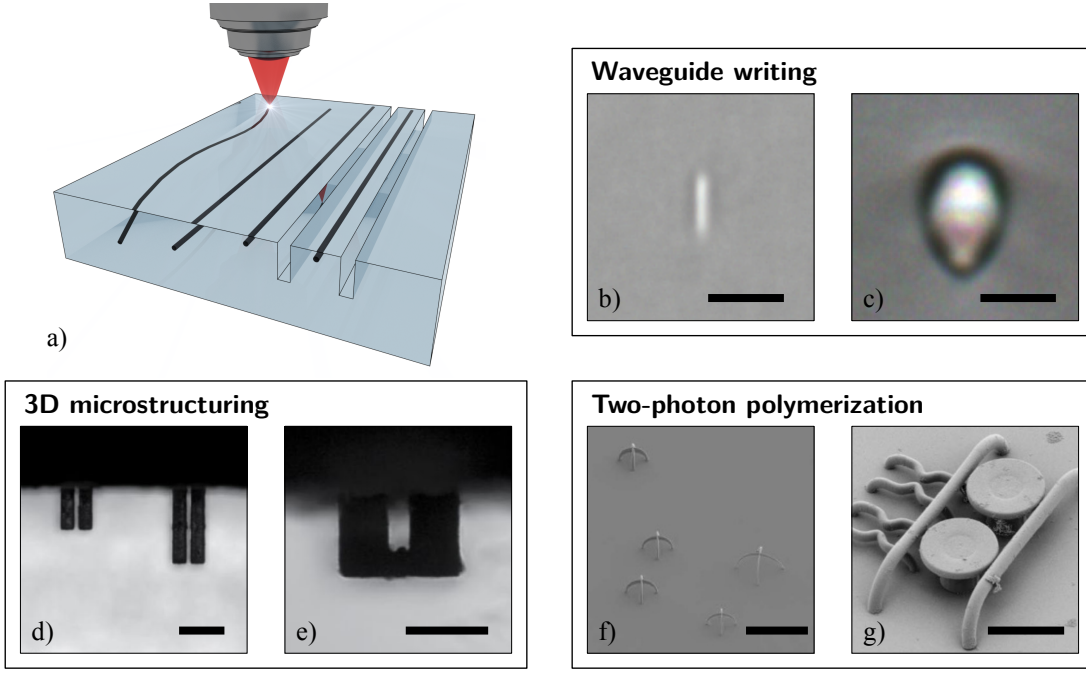 a)
Waveguide writing
b)
c)
3D microstructuring
d)
e)
Two-photon polymerization
f)
g)